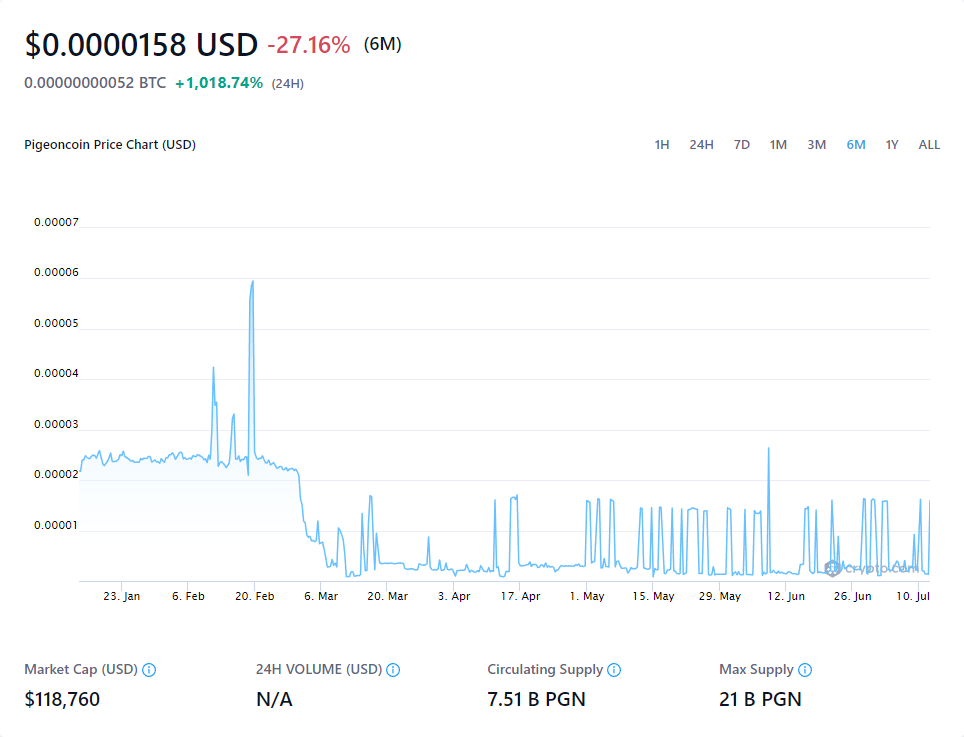 $0.0000158 USD -27.16% (6M)
0.00000000052 BTC +1,018.74% (24H)
Pigeoncoin Price Chart (USD) 1H 24H 7D 1M 3M 6M 1Y ALL
0.00007
0.00006
0.00005
0.00004
0.00003
0.00002
0.00001
crypto.com
23. Jan 6. Feb 20. Feb 6. Mar 20. Mar 3. Apr 17. Apr 1. May 15. May 29. May 12. Jun 26. Jun 10. Jul
Market Cap (USD) 24H VOLUME (USD) Circulating Supply Max Supply
$118,760 N/A 7.51 B PGN 21 B PGN